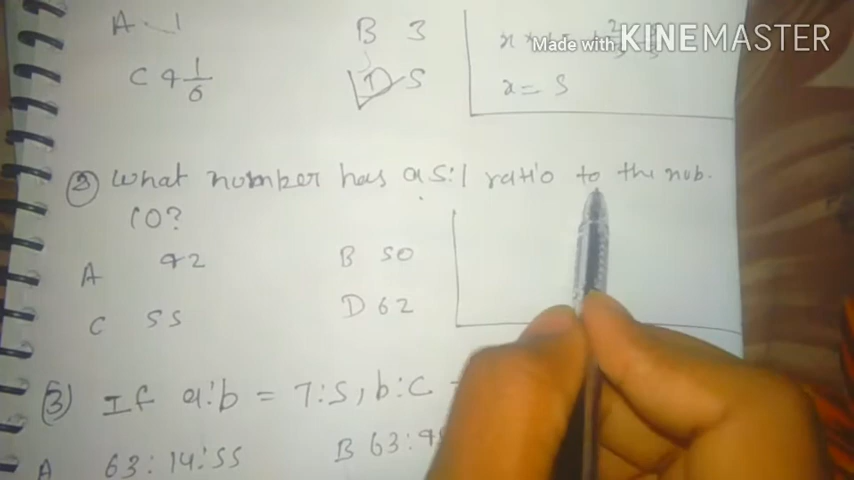 A 1 B 3
C 4 1/6 D 5
x = 5
Made with KINEMASTER
(2) What number has a 5:1 ratio to the nub.
10?
A 42 B 50
C 55 D 62
(3) If a:b = 7:5, b:c
A 63:14:55 B 63: